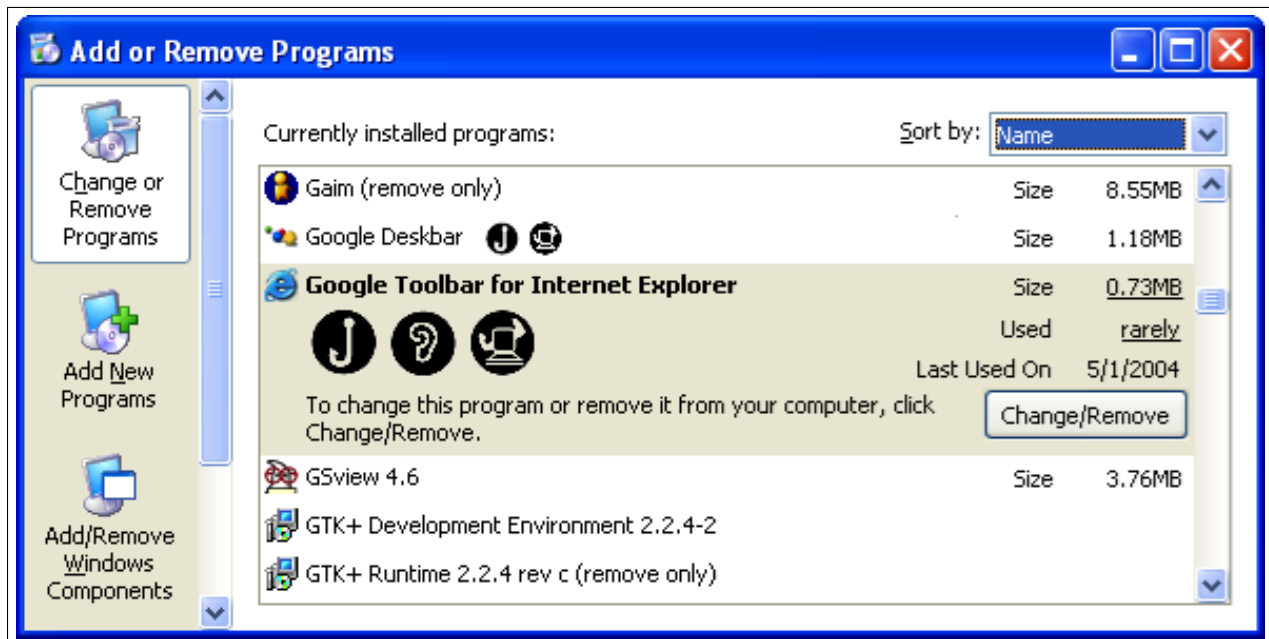 Add or Remove Programs
Change or
Remove
Programs
Add New
Programs
Add/Remove
Windows
Components
Currently installed programs:
Sort by: Name
Gaim (remove only) Size 8.55MB
Google Deskbar Size 1.18MB
Google Toolbar for Internet Explorer Size 0.73MB
Used rarely
Last Used On 5/1/2004
To change this program or remove it from your computer, click
Change/Remove.
Change/Remove
GSview 4.6 Size 3.76MB
GTK+ Development Environment 2.2.4-2
GTK+ Runtime 2.2.4 rev c (remove only)